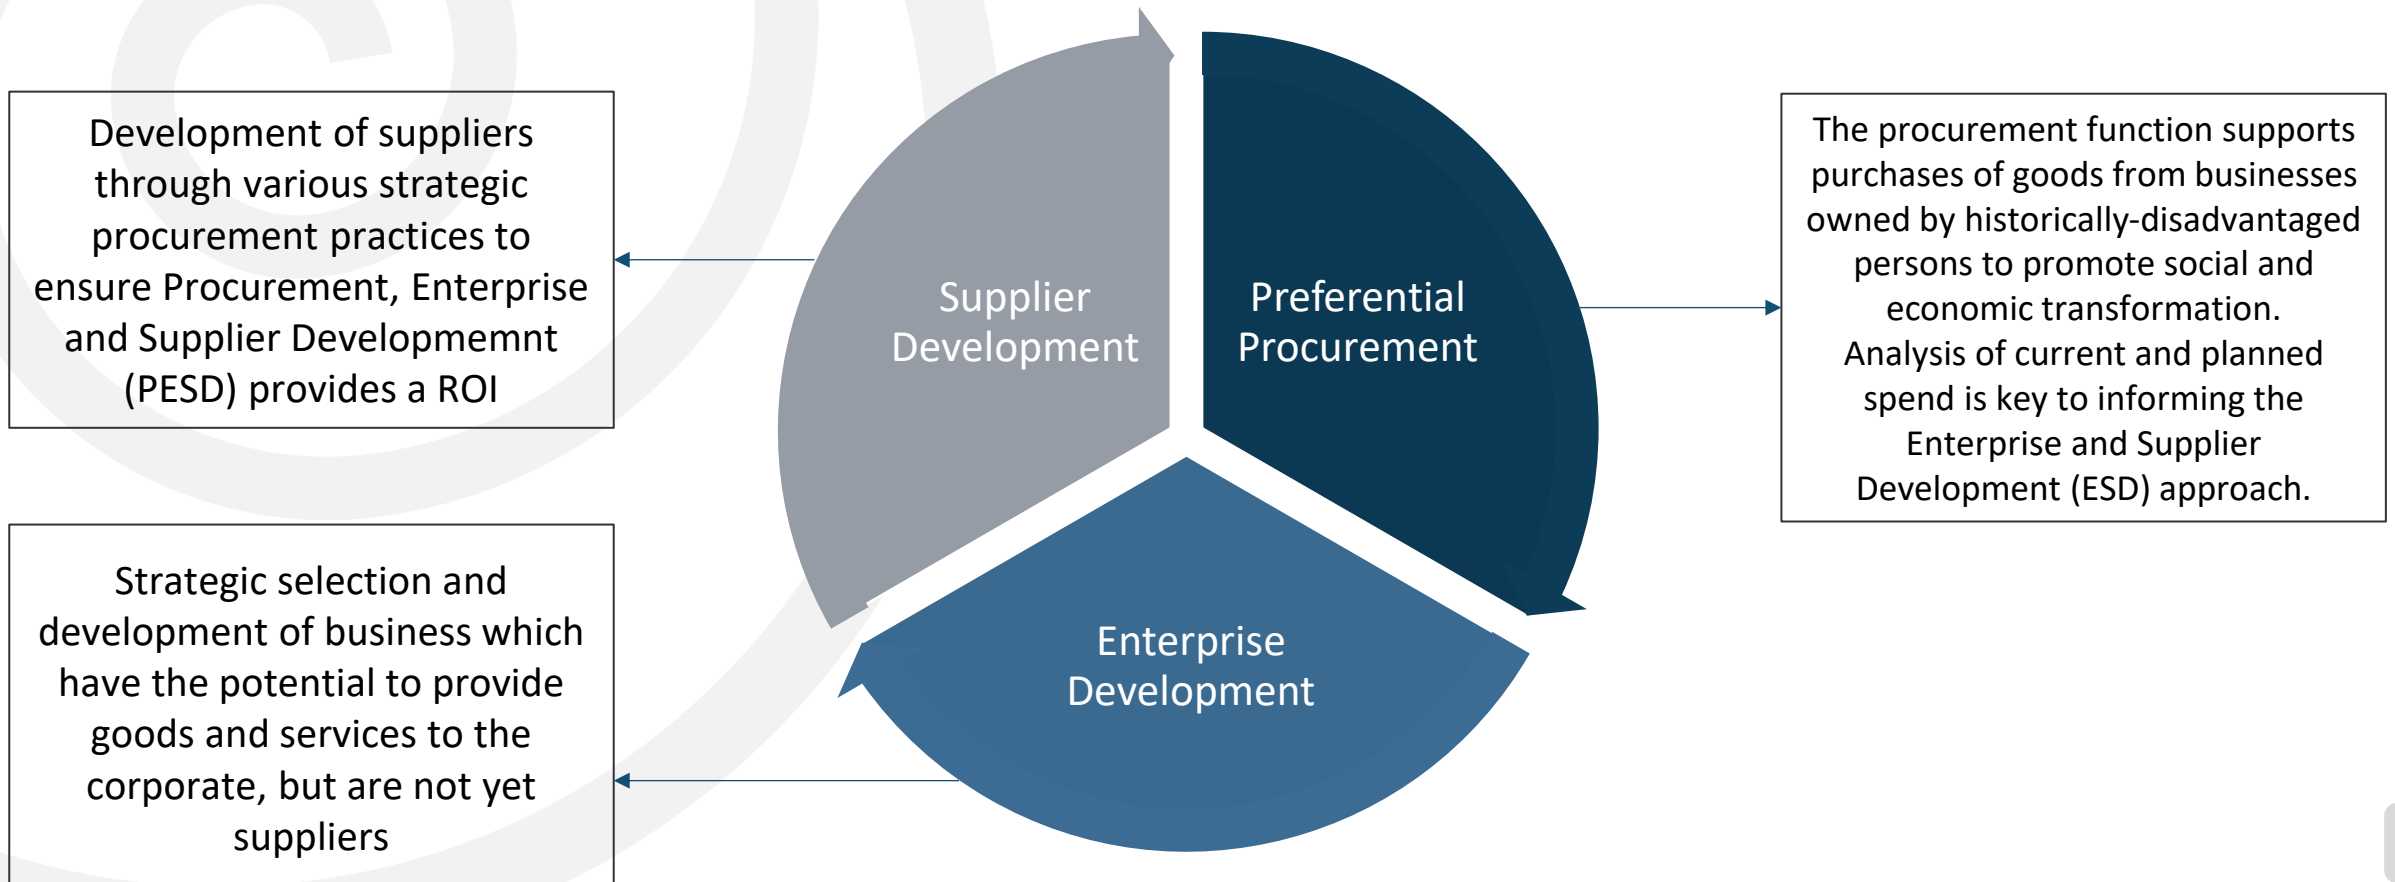 Development of suppliers
through various strategic
procurement practices to
ensure Procurement, Enterprise
and Supplier Developmemnt
(PESD) provides a ROI
Strategic selection and
development of business which
have the potential to provide
goods and services to the
corporate, but are not yet
suppliers
Supplier
Development
Preferential
Procurement
Enterprise
Development
The procurement function supports
purchases of goods from businesses
owned by historically-disadvantaged
persons to promote social and
economic transformation.
Analysis of current and planned
spend is key to informing the
Enterprise and Supplier
Development (ESD) approach.